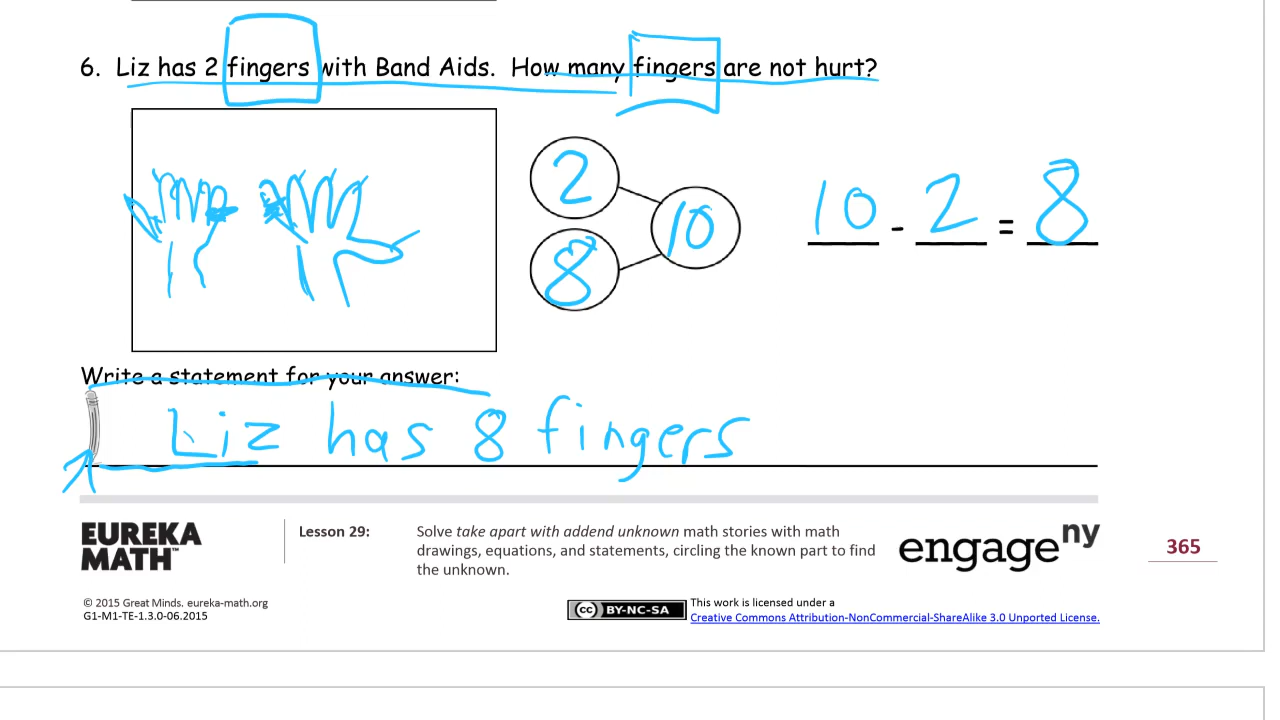 6. Liz has 2 fingers with Band Aids. How many fingers are not hurt?
2
8
10
10 - 2 = 8
Write a statement for your answer:
Liz has 8 fingers
EUREKA
MATH™
Lesson 29:
Solve take apart with addend unknown math stories with math
drawings, equations, and statements, circling the known part to find
the unknown.
engage ny
365
© 2015 Great Minds. eureka-math.org
G1-M1-TE-1.3.0-06.2015
cc BY-NC-SA
This work is licensed under a
Creative Commons Attribution-NonCommercial-ShareAlike 3.0 Unported License.